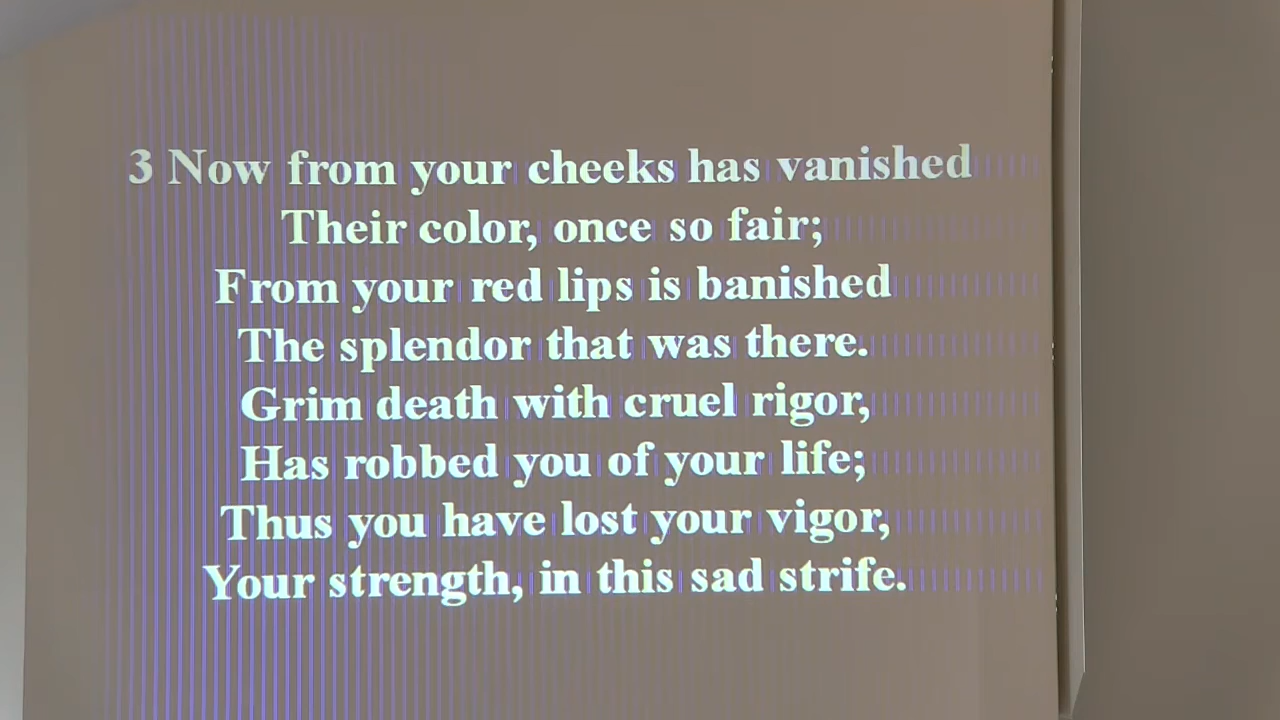 3 Now from your cheeks has vanished
Their color, once so fair;
From your red lips is banished
The splendor that was there.
Grim death with cruel rigor,
Has robbed you of your life;
Thus you have lost your vigor,
Your strength, in this sad strife.